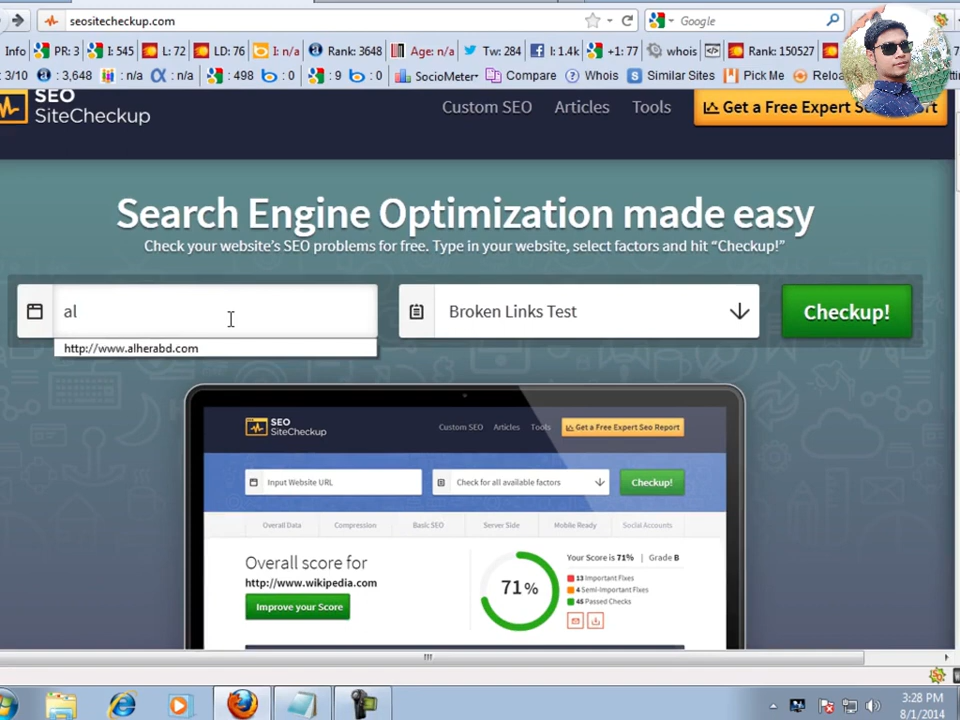 seositecheckup.com
Google
Info PR: 3 I: 545 L: 72 LD: 76 I: n/a Rank: 3648 Age: n/a Tw: 284 I: 1.4k +1: 77 whois Rank: 150527
3/10 : 3,648 : n/a : n/a : 498 : 0 : 9 : 0 SocioMeter Compare Whois Similar Sites Pick Me Reloa
SEO
SiteCheckup
Custom SEO Articles Tools Get a Free Expert
Search Engine Optimization made easy
Check your website's SEO problems for free. Type in your website, select factors and hit "Checkup!"
al
Broken Links Test
Checkup!
http://www.alherabd.com
SEO
SiteCheckup
Custom SEO Articles Tools Get a Free Expert Seo Report
Input Website URL
Check for all available factors
Checkup!
Overall Data Compression Basic SEO Server Side Mobile Ready Social Accounts
Overall score for
http://www.wikipedia.com
Improve your Score
71%
Your Score is 71% | Grade B
13 Important Fixes
4 Semi-Important Fixes
45 Passed Checks
3:28 PM
8/1/2014